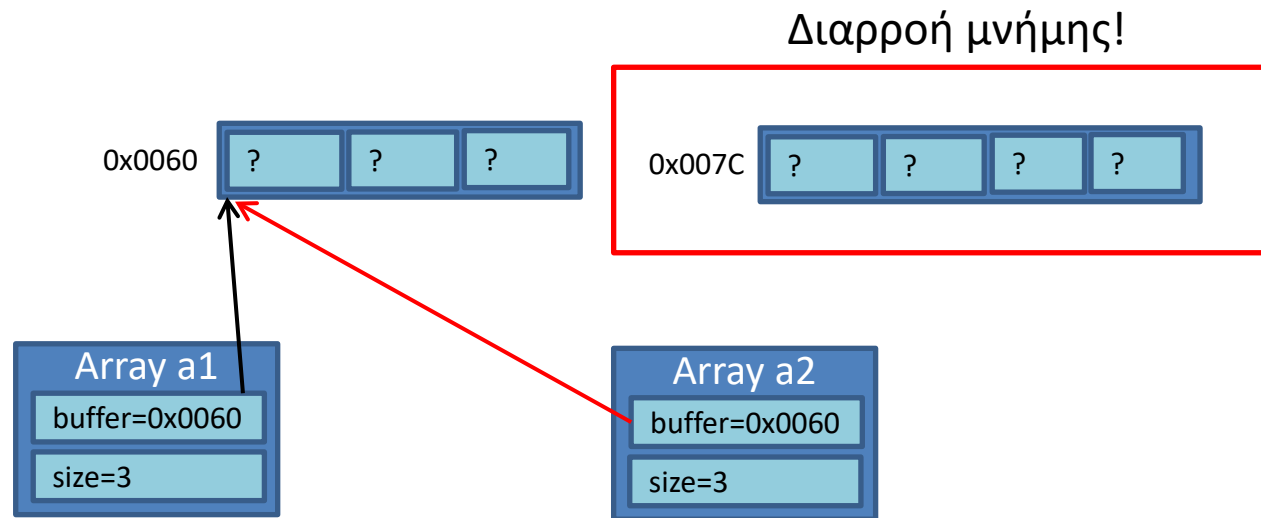 Διαρροή μνήμης!
0x0060 ? ? ?
0x007C ? ? ? ?
Array a1
buffer=0x0060
size=3
Array a2
buffer=0x0060
size=3